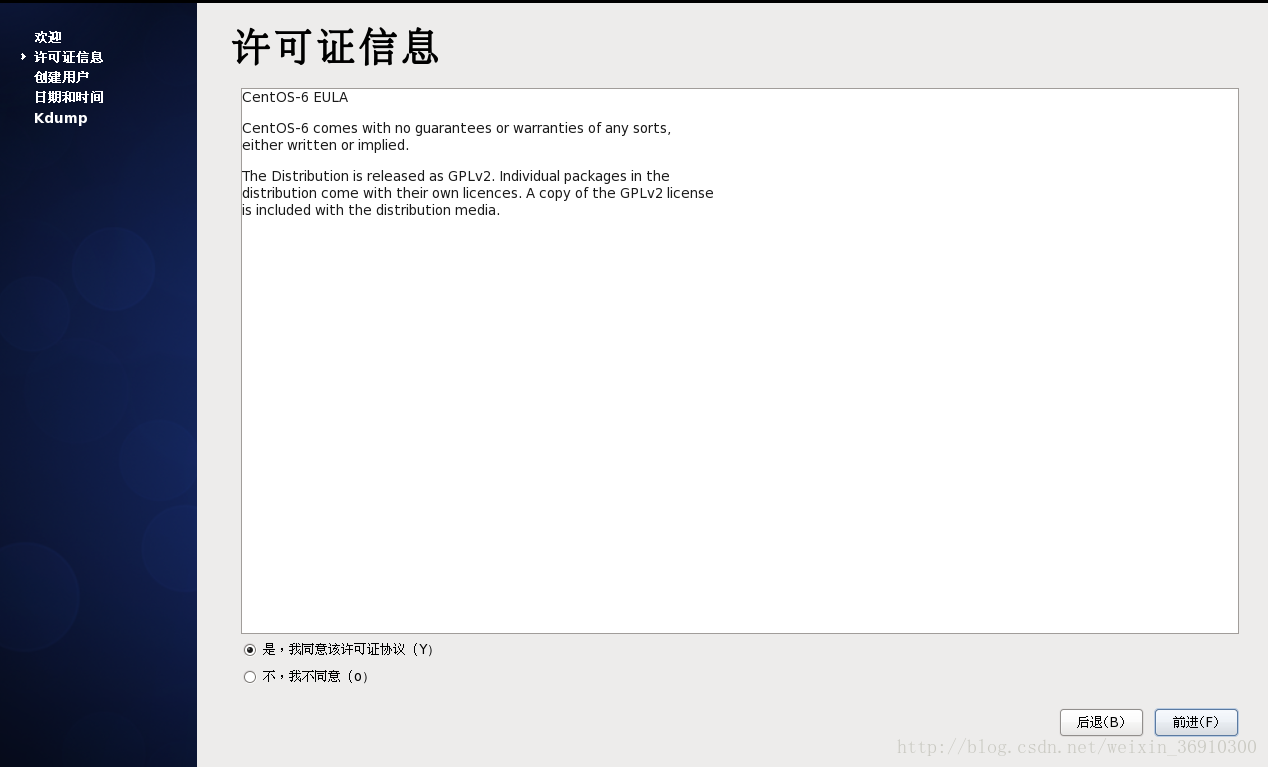 欢迎
许可证信息
创建用户
日期和时间
Kdump
许可证信息
CentOS-6 EULA
CentOS-6 comes with no guarantees or warranties of any sorts,
either written or implied.
The Distribution is released as GPLv2. Individual packages in the
distribution come with their own licences. A copy of the GPLv2 license
is included with the distribution media.
是，我同意该许可证协议（Y）
不，我不同意（o）
后退(B)
前进(F)
http://blog.csdn.net/weixin_36910300